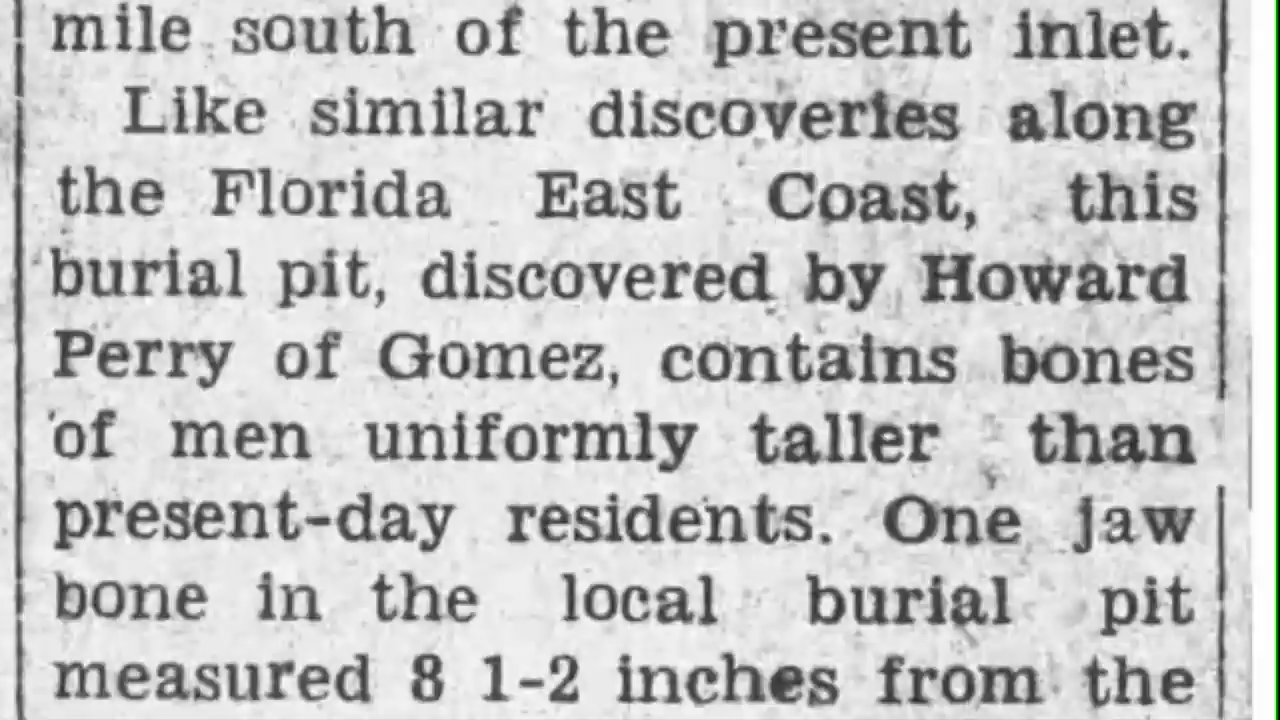 mile south of the present inlet.
Like similar discoveries along
the Florida East Coast, this
burial pit, discovered by Howard
Perry of Gomez, contains bones
of men uniformly taller than
present-day residents. One jaw
bone in the local burial pit
measured 8 1-2 inches from the